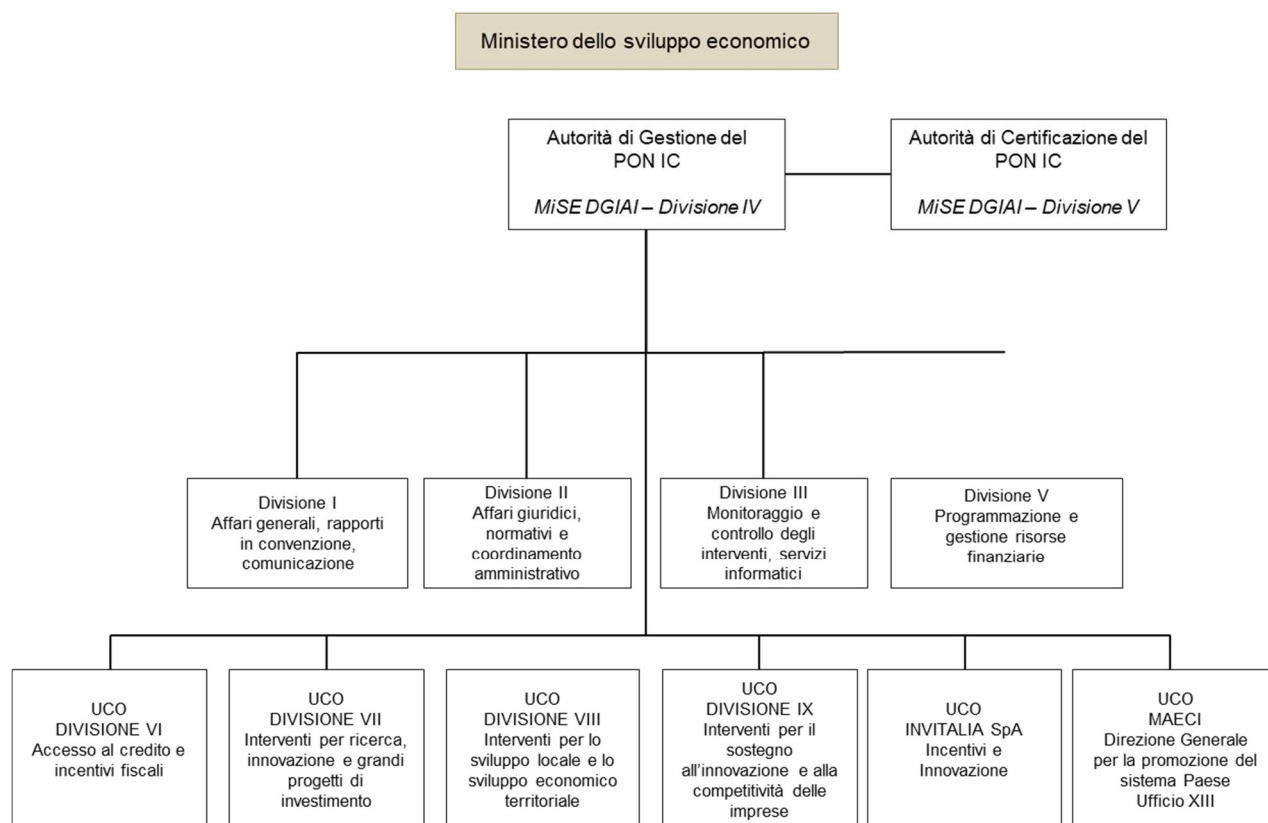 Ministero dello sviluppo economico
Autorità di Gestione del
PON IC
MiSE DGIAI – Divisione IV
Autorità di Certificazione del
PON IC
MiSE DGIAI – Divisione V
Divisione I
Affari generali, rapporti
in convenzione,
comunicazione
Divisione II
Affari giuridici,
normativi e
coordinamento
amministrativo
Divisione III
Monitoraggio e
controllo degli
interventi, servizi
informatici
Divisione V
Programmazione e
gestione risorse
finanziarie
UCO
DIVISIONE VI
Accesso al credito e
incentivi fiscali
UCO
DIVISIONE VII
Interventi per ricerca,
innovazione e grandi
progetti di
investimento
UCO
DIVISIONE VIII
Interventi per lo
sviluppo locale e lo
sviluppo economico
territoriale
UCO
DIVISIONE IX
Interventi per il
sostegno
all'innovazione e alla
competitività delle
imprese
UCO
INVITALIA SpA
Incentivi e
Innovazione
UCO
MAECI
Direzione Generale
per la promozione del
sistema Paese
Ufficio XIII